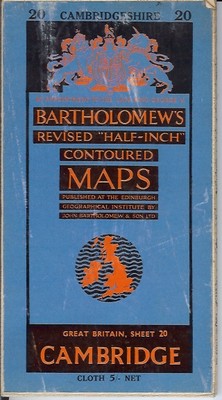 20 CAMBRIDGESHIRE 20
BARTHOLOMEW'S
REVISED "HALF-INCH"
CONTOURED
MAPS
PUBLISHED AT THE EDINBURGH
GEOGRAPHICAL INSTITUTE BY
JOHN BARTHOLOMEW & SON LTD
GREAT BRITAIN, SHEET 20
CAMBRIDGE
CLOTH 5/- NET